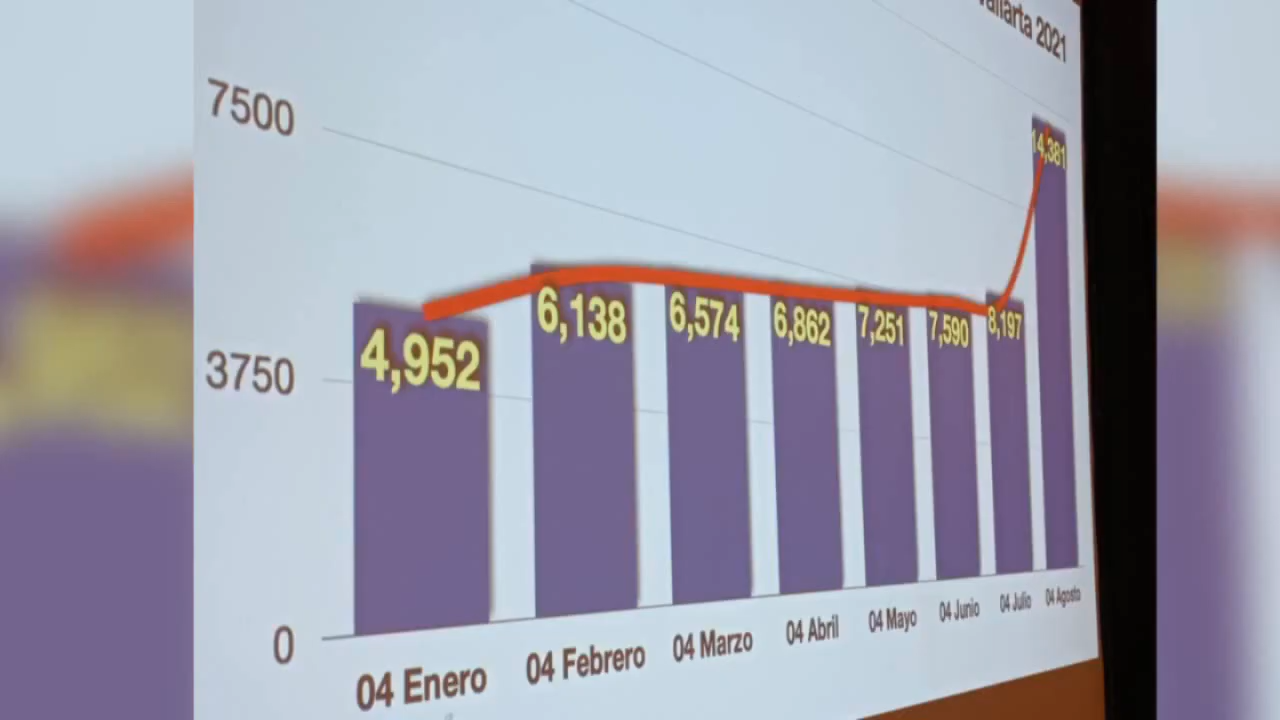 2021
7500
3750
0
4,952
6,138
6,574
6,862
7,251
7,590
8,197
14,381
04 Enero
04 Febrero
04 Marzo
04 Abril
04 Mayo
04 Junio
04 Julio
04 Agosto